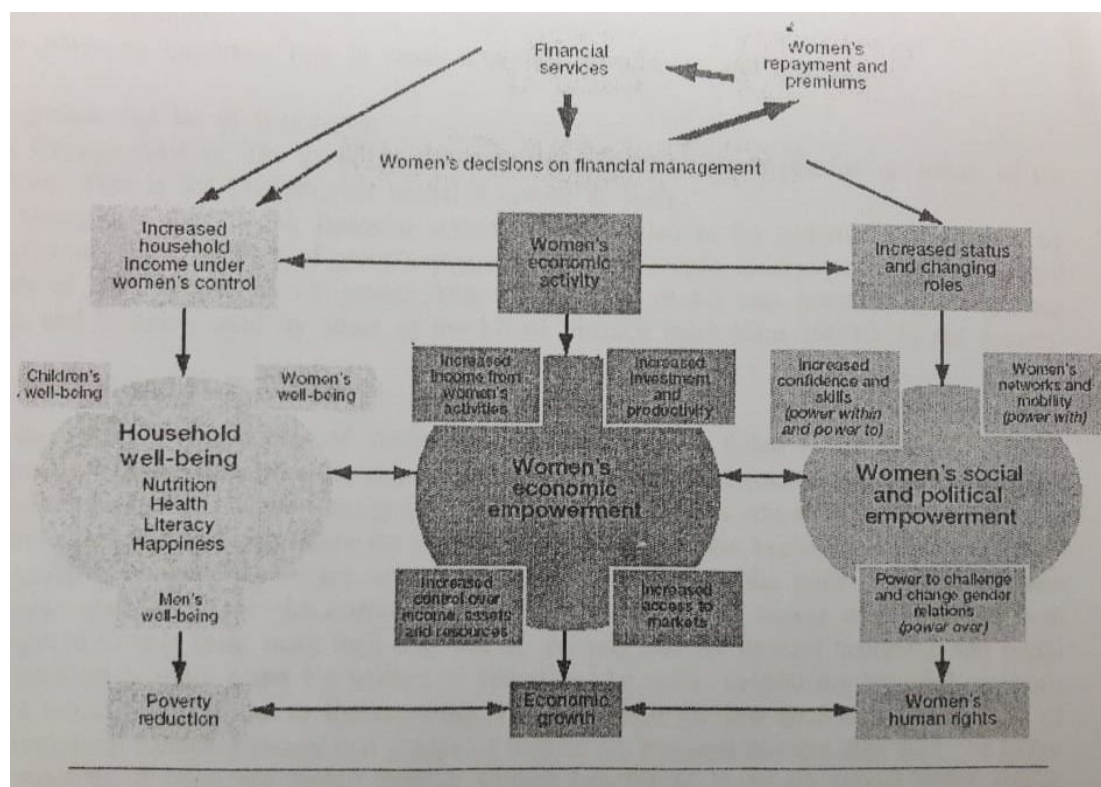 Financial
services
Women's
repayment and
premiums
Women's decisions on financial management
Increased
household
income under
women's control
Women's
economic
activity
Increased status
and changing
roles
Children's
well-being
Women's
well-being
Household
well-being
Nutrition
Health
Literacy
Happiness
Men's
well-being
Increased
income from
women's
activities
Increased
investment
and
productivity
Women's
economic
empowerment
Increased
control over
income, assets
and resources
Increased
access to
markets
Increased
confidence and
skills
(power within
and power to)
Women's
networks and
mobility
(power with)
Women's social
and political
empowerment
Power to challenge
and change gender
relations
(power over)
Poverty
reduction
Economic
growth
Women's
human rights